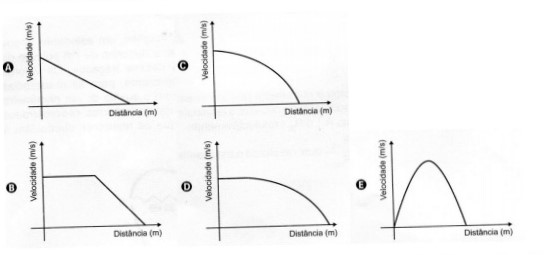 A
Velocidade (m/s)
Distância (m)
C
Velocidade (m/s)
Distância (m)
B
Velocidade (m/s)
Distância (m)
D
Velocidade (m/s)
Distância (m)
E
Velocidade (m/s)
Distância (m)